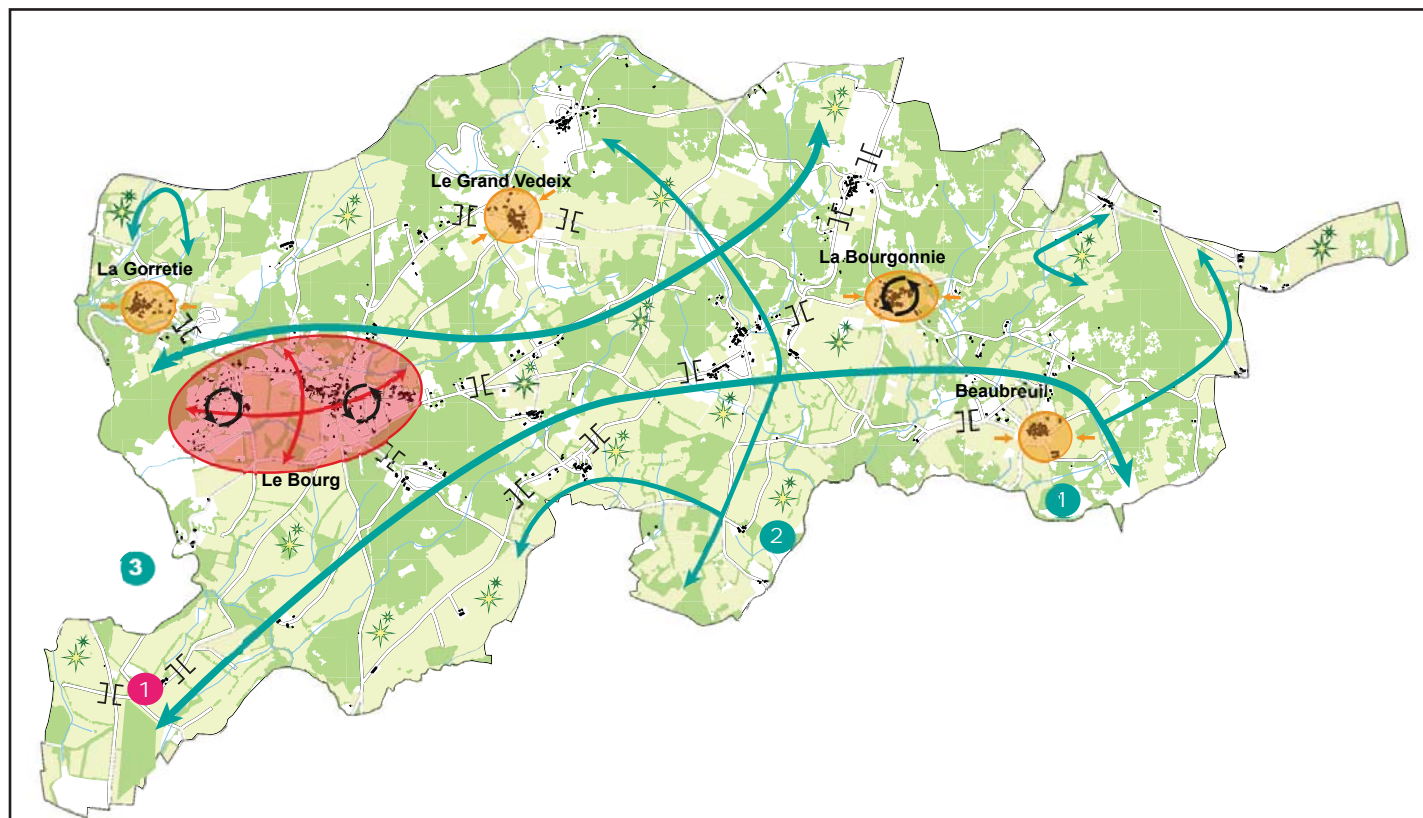 Le Grand Vedeix
La Bourgonnie
La Gorretie
Beaubreuil
Le Bourg
1
2
3
1